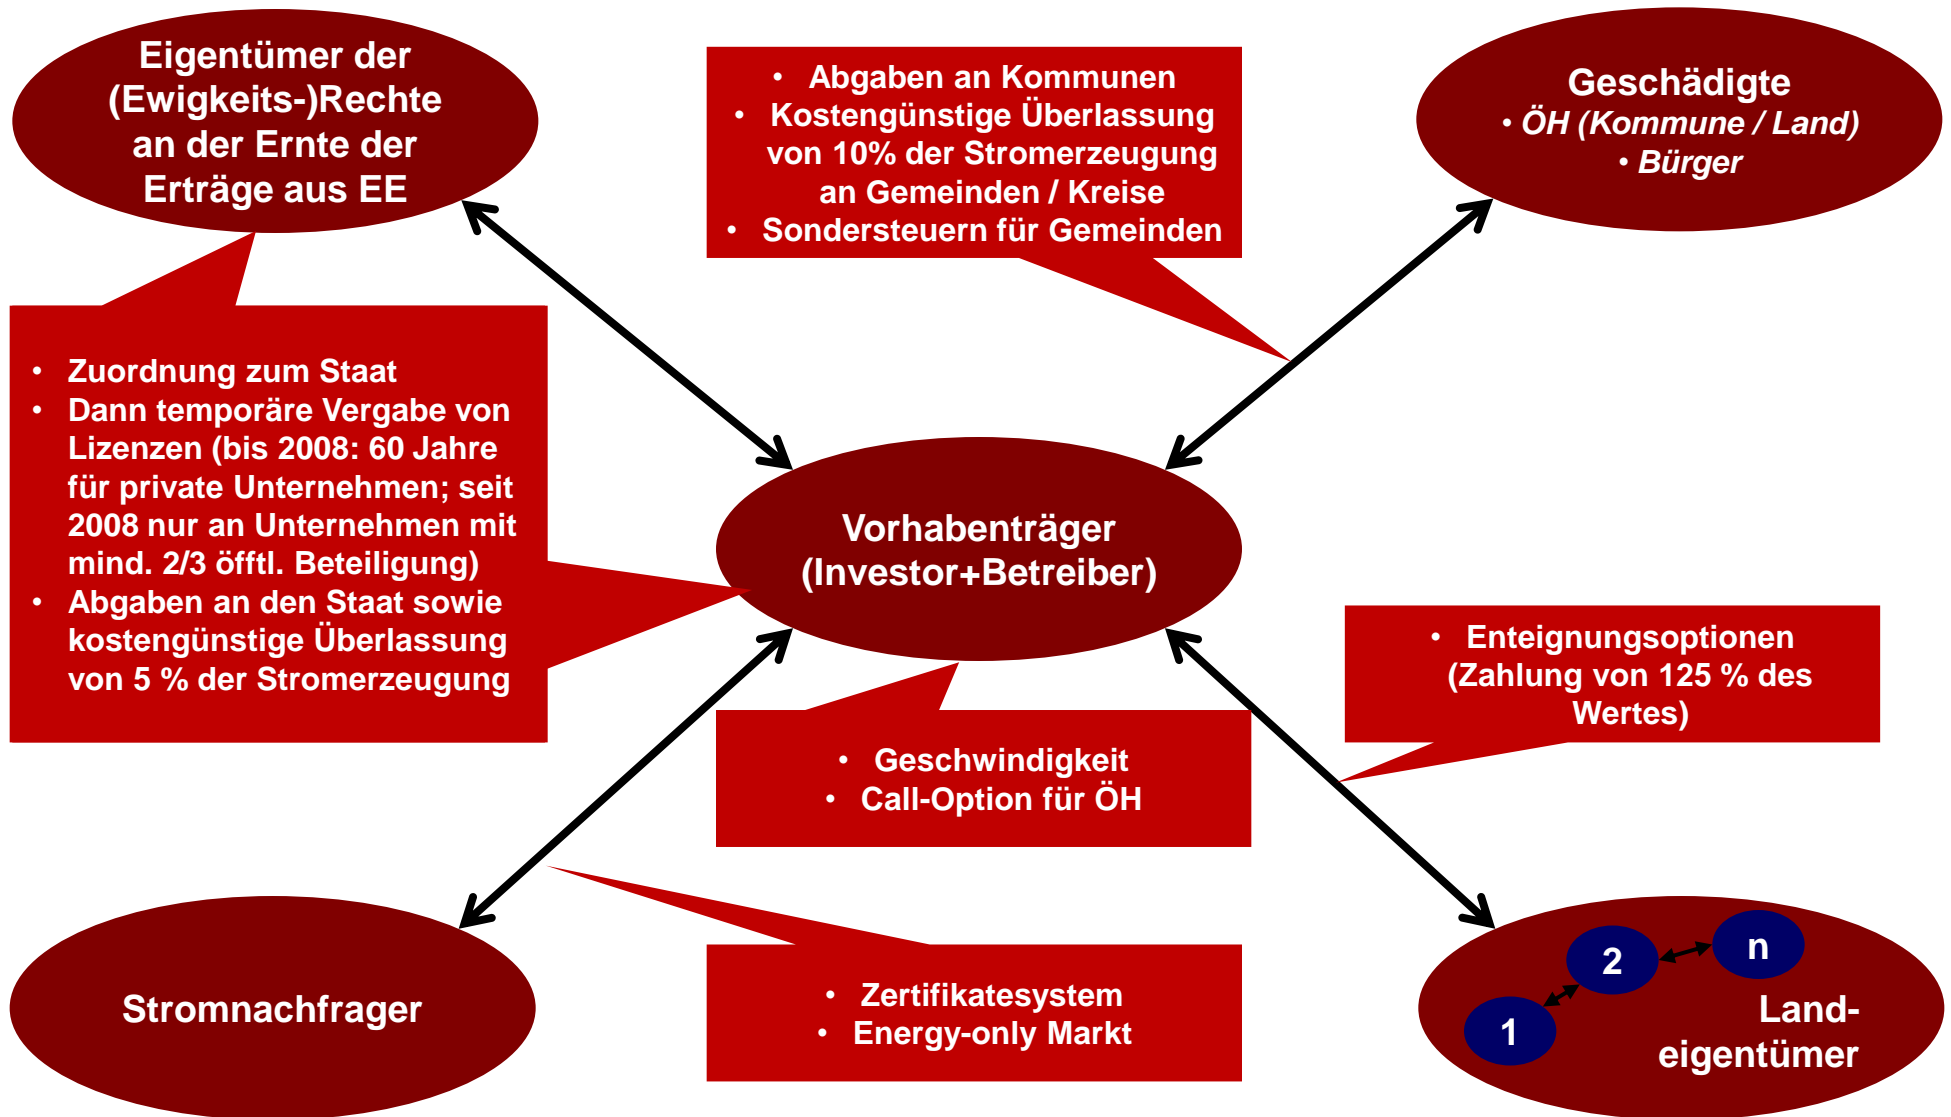 Eigentümer der
(Ewigkeits-)Rechte
an der Ernte der
Erträge aus EE
• Abgaben an Kommunen
• Kostengünstige Überlassung
von 10% der Stromerzeugung
an Gemeinden / Kreise
• Sondersteuern für Gemeinden
Geschädigte
• ÖH (Kommune / Land)
• Bürger
• Zuordnung zum Staat
• Dann temporäre Vergabe von
Lizenzen (bis 2008: 60 Jahre
für private Unternehmen; seit
2008 nur an Unternehmen mit
mind. 2/3 öfftl. Beteiligung)
• Abgaben an den Staat sowie
kostengünstige Überlassung
von 5 % der Stromerzeugung
Vorhabenträger
(Investor+Betreiber)
• Enteignungsoptionen
(Zahlung von 125 % des
Wertes)
• Geschwindigkeit
• Call-Option für ÖH
Stromnachfrager
• Zertifikatesystem
• Energy-only Markt
1
2
n
Land-
eigentümer